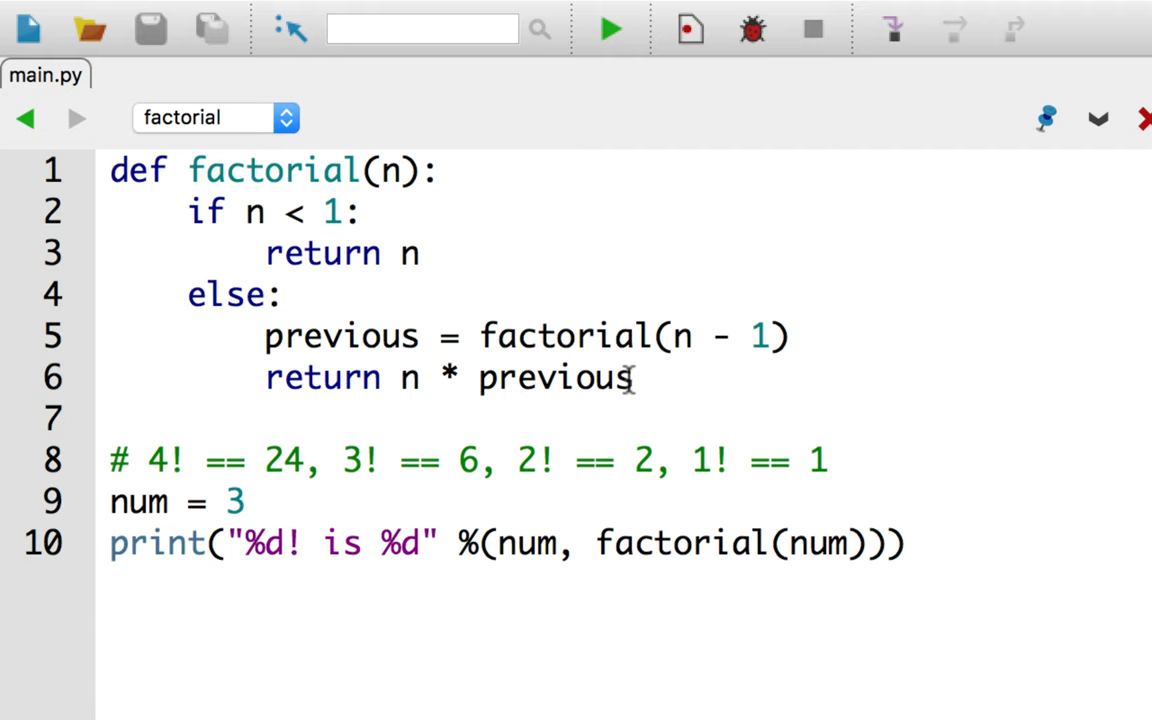 main.py
factorial
1 def factorial(n):
2     if n < 1:
3         return n
4     else:
5         previous = factorial(n - 1)
6         return n * previous
7
8 # 4! == 24, 3! == 6, 2! == 2, 1! == 1
9 num = 3
10 print("%d! is %d" %(num, factorial(num)))